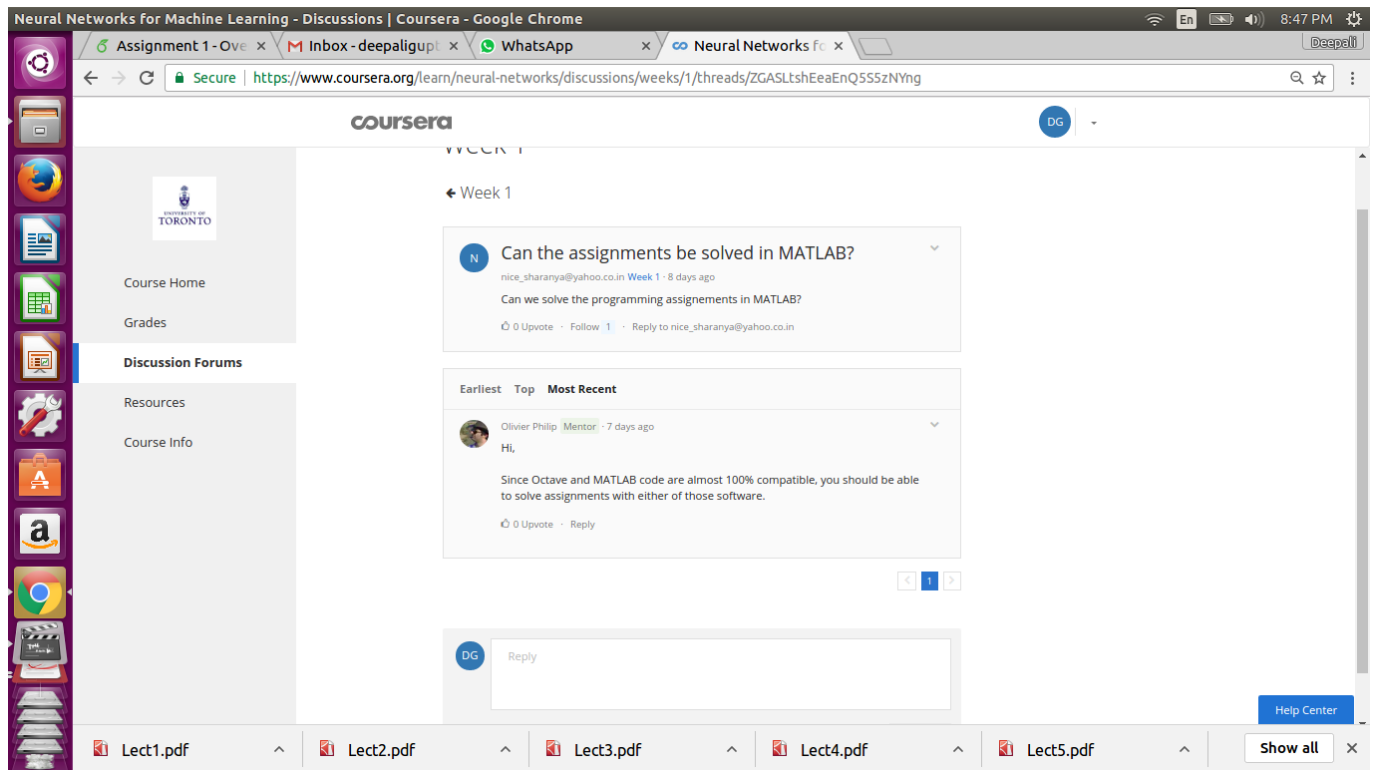 Neural Networks for Machine Learning - Discussions | Coursera - Google Chrome
En
8:47 PM
Assignment 1 - Ove
Inbox - deepaligupt
WhatsApp
Neural Networks fo
Deepali
Secure
https://www.coursera.org/learn/neural-networks/discussions/weeks/1/threads/ZGASLtshEeaEnQ5S5zNYng
coursera
DG
Week 1
Week 1
UNIVERSITY OF
TORONTO
Course Home
Grades
Discussion Forums
Resources
Course Info
N
Can the assignments be solved in MATLAB?
nice_sharanya@yahoo.co.in Week 1 · 8 days ago
Can we solve the programming assignements in MATLAB?
0 Upvote · Follow 1 · Reply to nice_sharanya@yahoo.co.in
Earliest Top Most Recent
Olivier Philip Mentor · 7 days ago
Hi,
Since Octave and MATLAB code are almost 100% compatible, you should be able
to solve assignments with either of those software.
0 Upvote · Reply
1
DG
Reply
Help Center
Lect1.pdf
Lect2.pdf
Lect3.pdf
Lect4.pdf
Lect5.pdf
Show all